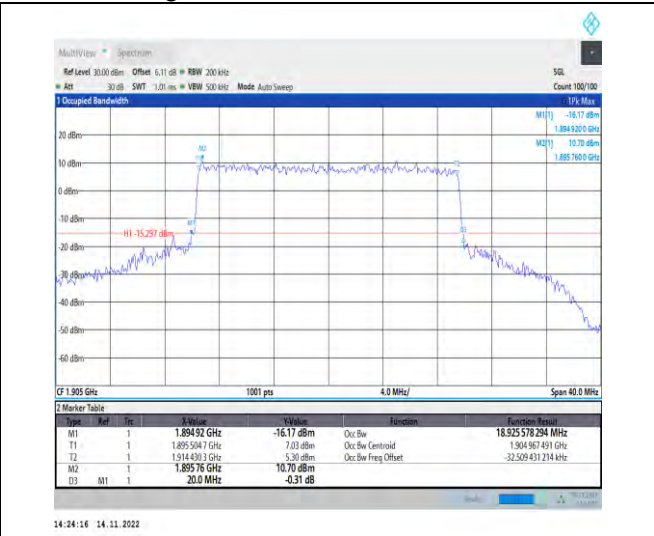 MultiView Spectrum
Ref Level 30.00 dBm Offset 6.11 dB RBW 200 kHz SGL
Att 30 dB SWT 1.01 ms VBW 500 kHz Mode Auto Sweep Count 100/100
1 Occupied Bandwidth 1Pk Max
M1[1] -16.17 dBm
1.894 920 0 GHz
M2[1] 10.70 dBm
1.895 760 0 GHz
20 dBm
M2
T1 T2
10 dBm
0 dBm
-10 dBm
M1
H1 -15.297 dBm D3
-20 dBm
-30 dBm
-40 dBm
-50 dBm
-60 dBm
CF 1.905 GHz 1001 pts 4.0 MHz/ Span 40.0 MHz
2 Marker Table
Type Ref Trc X-Value Y-Value Function Function Result
M1 1 1.894 92 GHz -16.17 dBm Occ Bw 18.925 578 294 MHz
T1 1 1.895 504 7 GHz 7.03 dBm Occ Bw Centroid 1.904 967 491 GHz
T2 1 1.914 430 3 GHz 5.30 dBm Occ Bw Freq Offset -32.509 431 214 kHz
M2 1 1.895 76 GHz 10.70 dBm
D3 M1 1 20.0 MHz -0.31 dB
14:24:16 14.11.2022